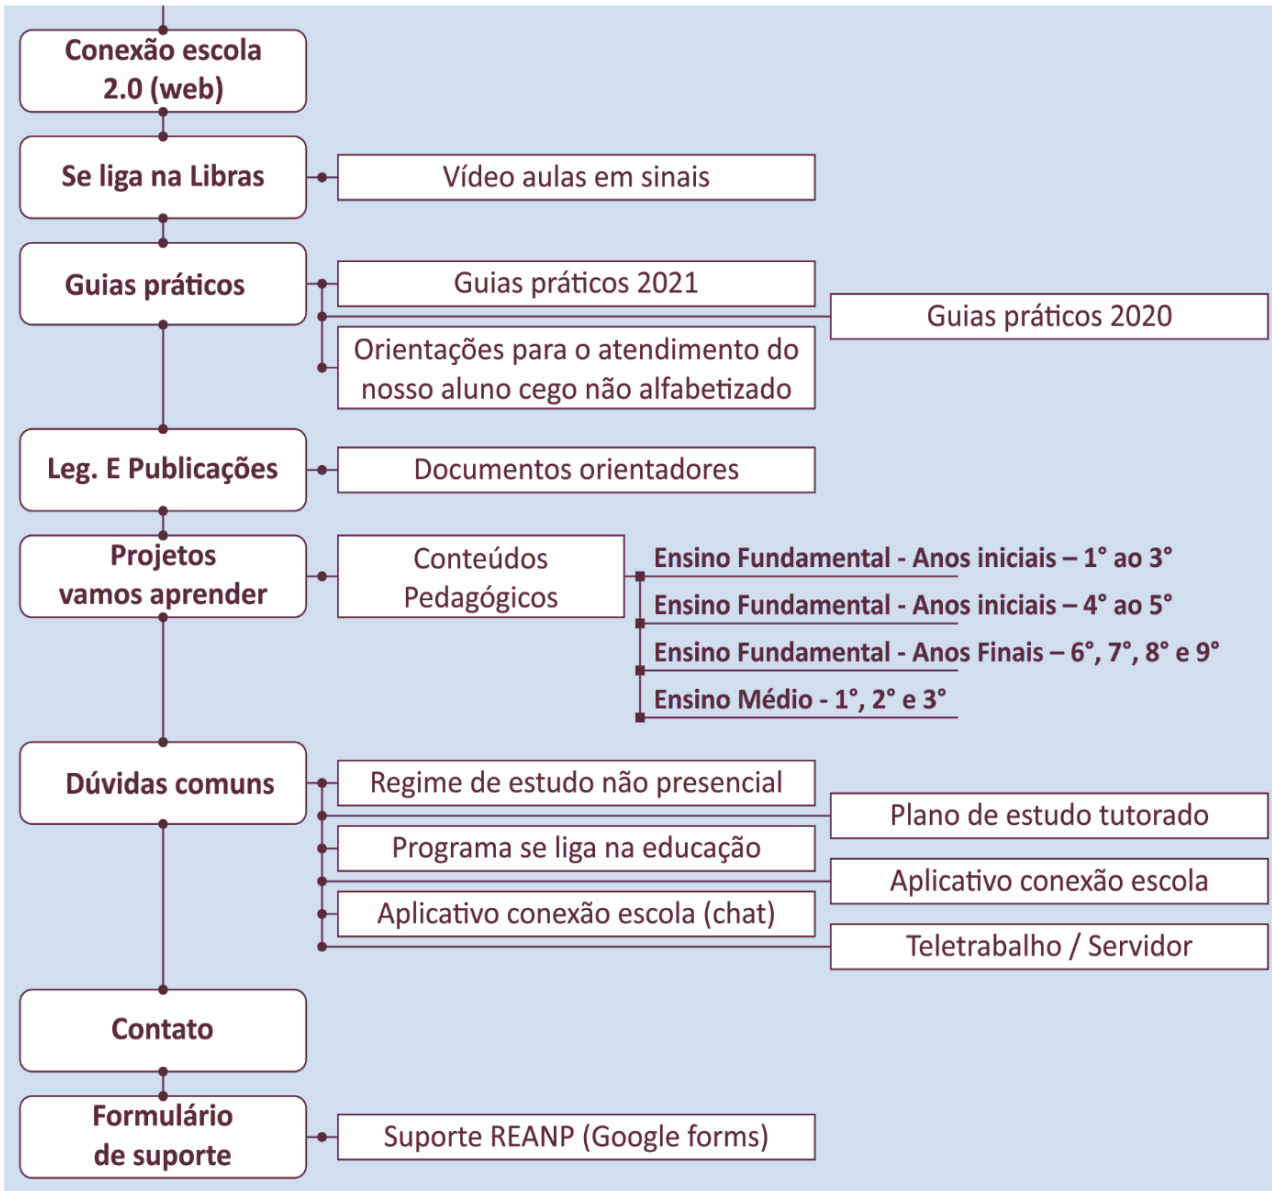 Conexão escola
2.0 (web)
Se liga na Libras
Vídeo aulas em sinais
Guias práticos
Guias práticos 2021
Guias práticos 2020
Orientações para o atendimento do
nosso aluno cego não alfabetizado
Leg. E Publicações
Documentos orientadores
Projetos
vamos aprender
Conteúdos
Pedagógicos
Ensino Fundamental - Anos iniciais – 1° ao 3°
Ensino Fundamental - Anos iniciais – 4° ao 5°
Ensino Fundamental - Anos Finais – 6°, 7°, 8° e 9°
Ensino Médio - 1°, 2° e 3°
Dúvidas comuns
Regime de estudo não presencial
Plano de estudo tutorado
Programa se liga na educação
Aplicativo conexão escola
Aplicativo conexão escola (chat)
Teletrabalho / Servidor
Contato
Formulário
de suporte
Suporte REANP (Google forms)